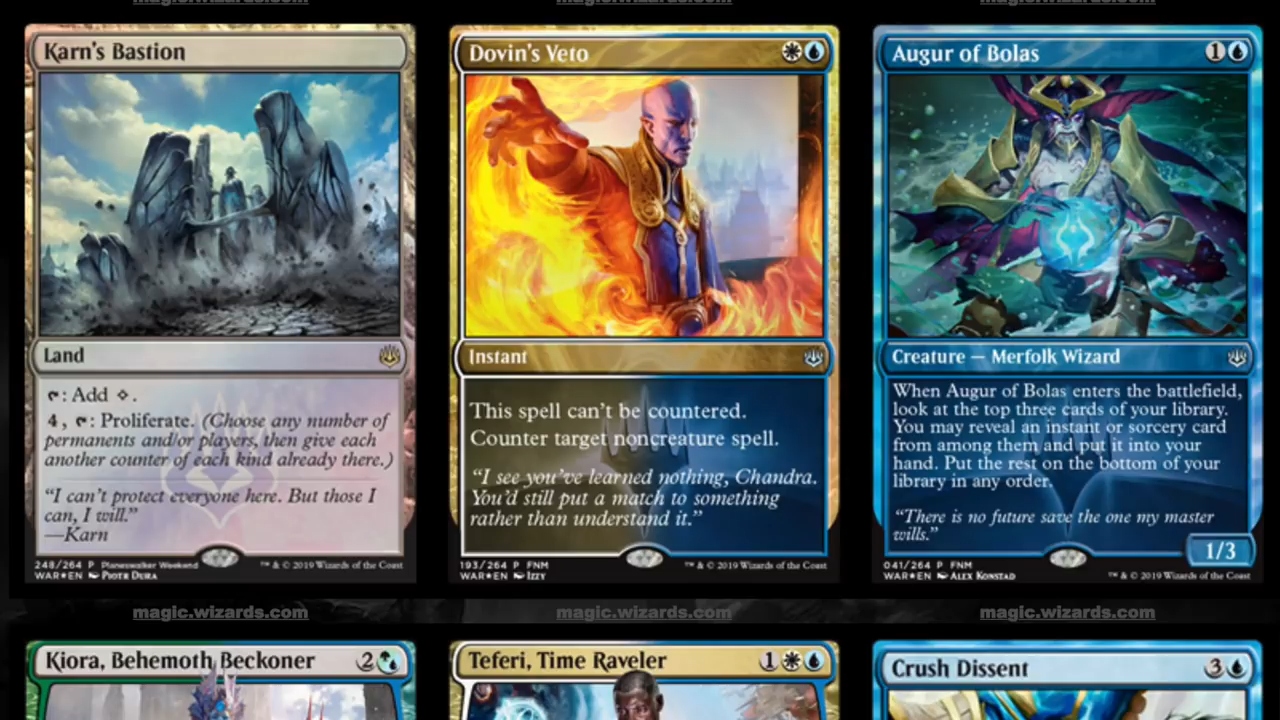 magic.wizards.com magic.wizards.com magic.wizards.com
Karn's Bastion
Land
: Add .
4 , : Proliferate. (Choose any number of
permanents and/or players, then give each
another counter of each kind already there.)
“I can't protect everyone here. But those I
can, I will.”
—Karn
248/264 P Planeswalker Weekend
WAR★EN Piotr Dura
™ & © 2019 Wizards of the Coast
Dovin's Veto
Instant
This spell can't be countered.
Counter target noncreature spell.
“I see you've learned nothing, Chandra.
You'd still put a match to something
rather than understand it.”
193/264 P FNM
WAR★EN Izzy
™ & © 2019 Wizards of the Coast
Augur of Bolas 1
Creature — Merfolk Wizard
When Augur of Bolas enters the battlefield,
look at the top three cards of your library.
You may reveal an instant or sorcery card
from among them and put it into your
hand. Put the rest on the bottom of your
library in any order.
“There is no future save the one my master
wills.”
1/3
041/264 P FNM
WAR★EN Alex Konstad
™ & © 2019 Wizards of the Coast
magic.wizards.com magic.wizards.com magic.wizards.com
Kiora, Behemoth Beckoner 2
Teferi, Time Raveler 1
Crush Dissent 3